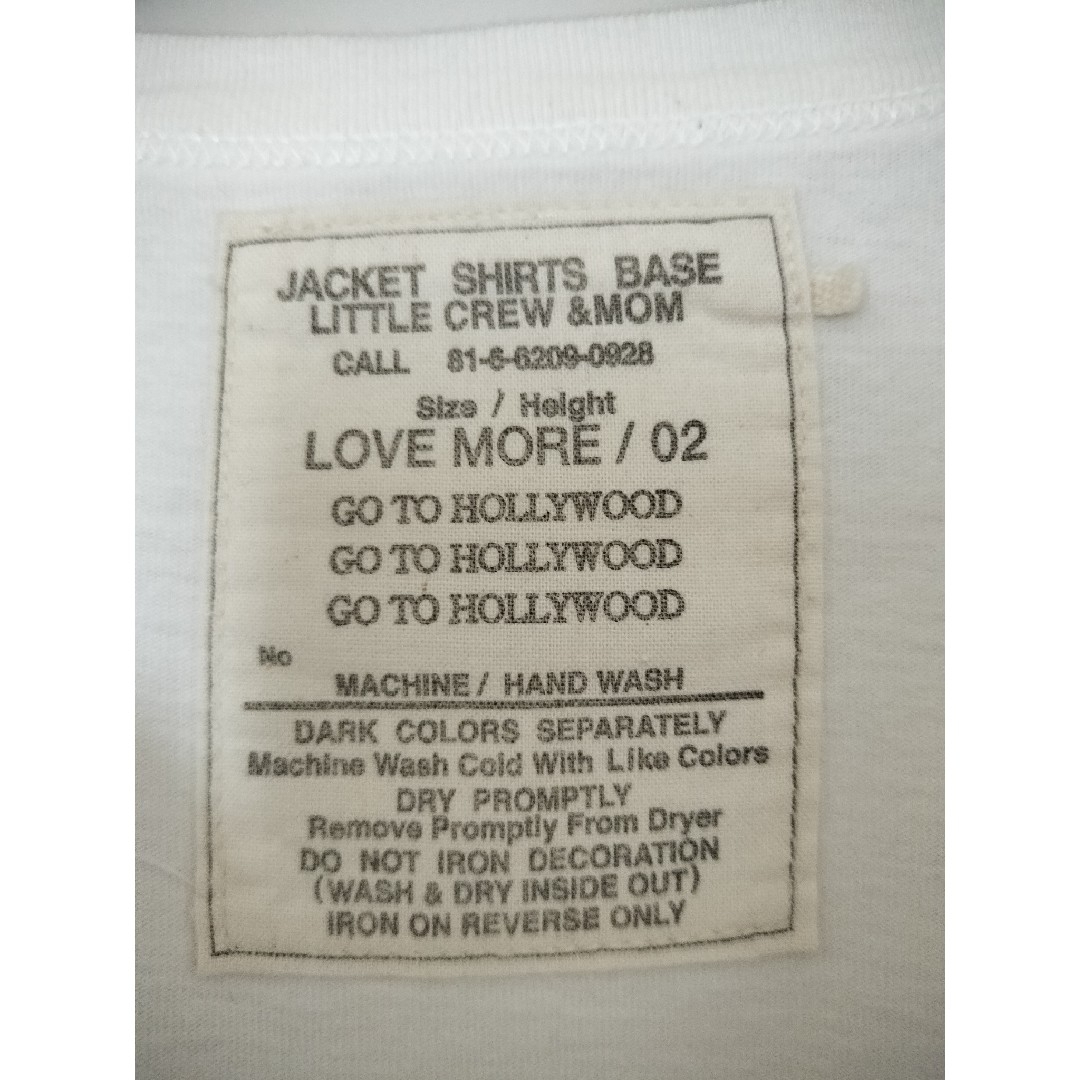 JACKET SHIRTS BASE
LITTLE CREW &MOM
CALL 81-6-6209-0928
Size / Height
LOVE MORE / 02
GO TO HOLLYWOOD
GO TO HOLLYWOOD
GO TO HOLLYWOOD
No
MACHINE / HAND WASH
DARK COLORS SEPARATELY
Machine Wash Cold With Like Colors
DRY PROMPTLY
Remove Promptly From Dryer
DO NOT IRON DECORATION
(WASH & DRY INSIDE OUT)
IRON ON REVERSE ONLY